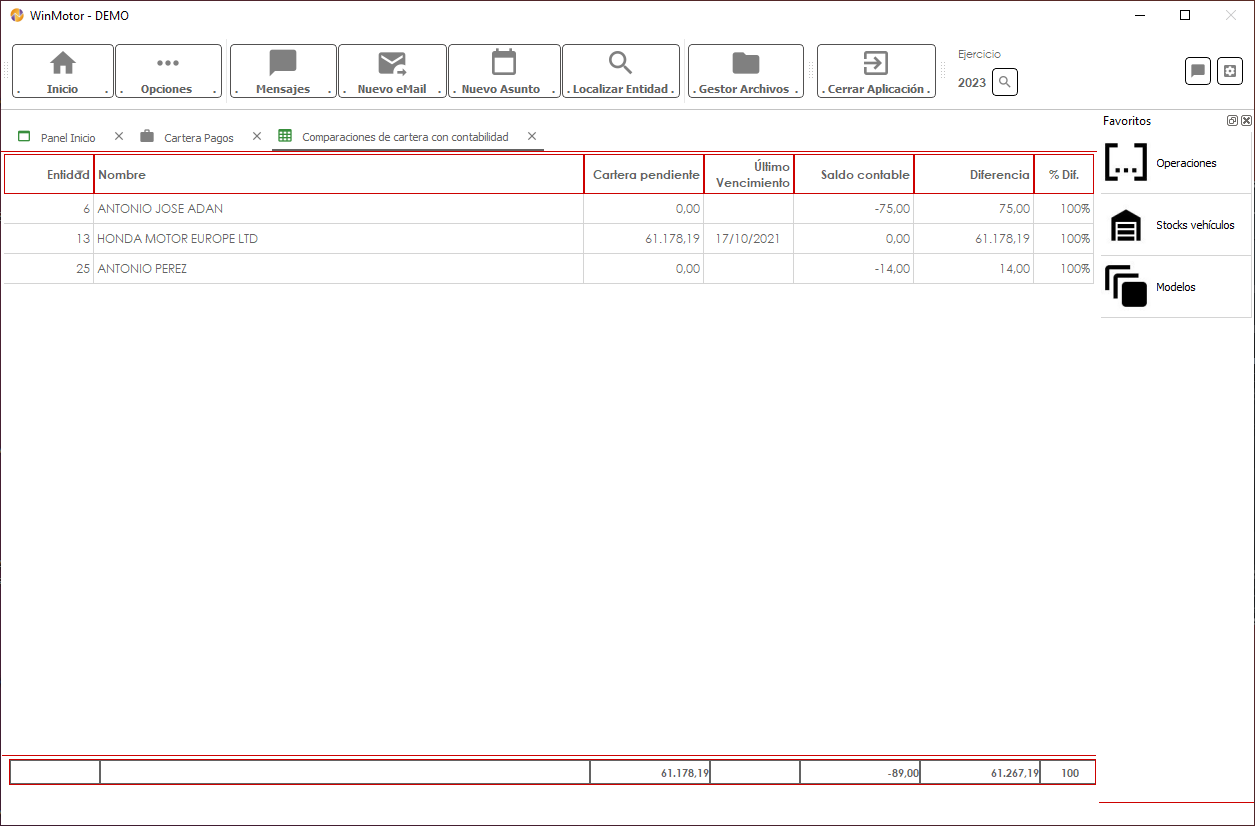 WinMotor - DEMO
. Inicio .
. Opciones .
. Mensajes .
. Nuevo eMail .
. Nuevo Asunto .
. Localizar Entidad .
. Gestor Archivos .
. Cerrar Aplicación .
Ejercicio
2023
Panel Inicio
Cartera Pagos
Comparaciones de cartera con contabilidad
Favoritos
Operaciones
Stocks vehículos
Modelos
Entidad Nombre Cartera pendiente Último Vencimiento Saldo contable Diferencia % Dif.
6 ANTONIO JOSE ADAN 0,00 -75,00 75,00 100%
13 HONDA MOTOR EUROPE LTD 61.178,19 17/10/2021 0,00 61.178,19 100%
25 ANTONIO PEREZ 0,00 -14,00 14,00 100%
61.178,19 -89,00 61.267,19 100